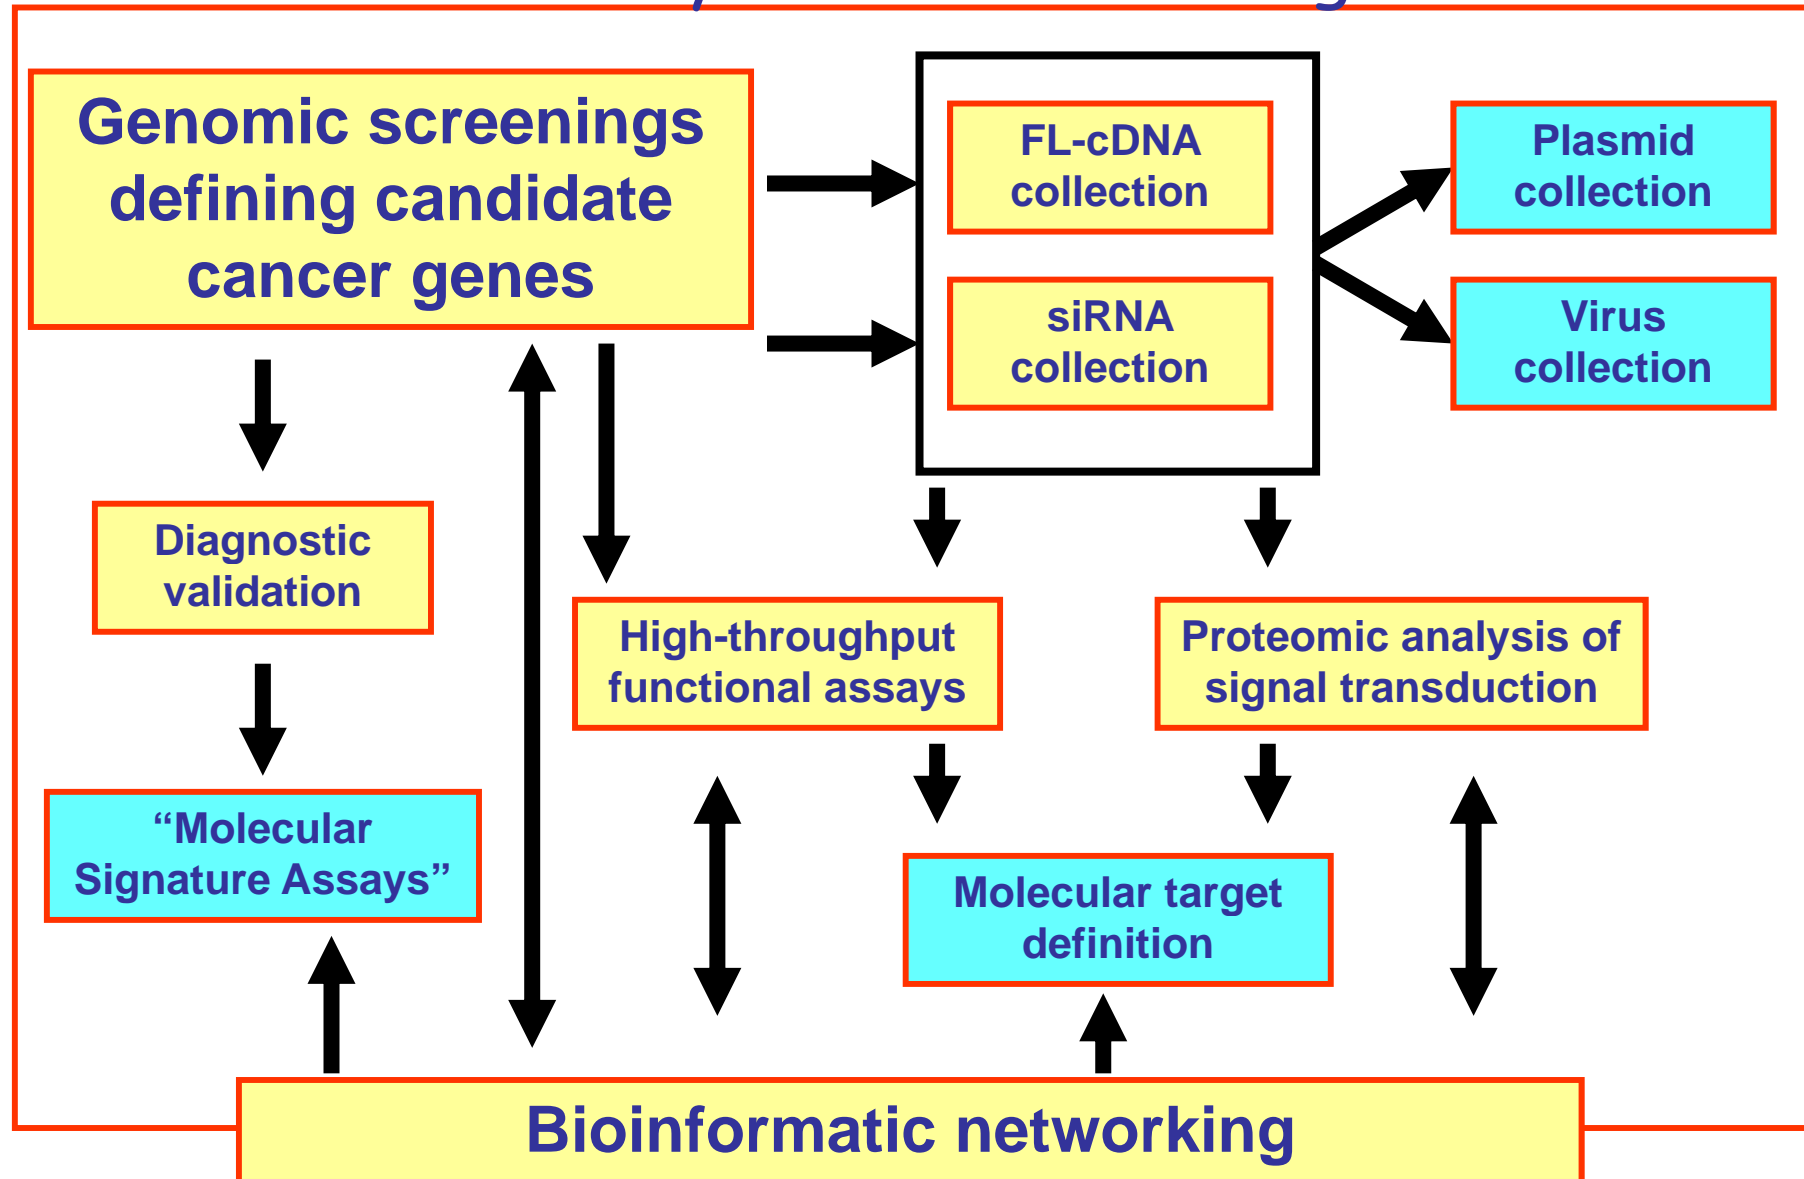 Genomic screenings
defining candidate
cancer genes
FL-cDNA
collection
siRNA
collection
Plasmid
collection
Virus
collection
Diagnostic
validation
High-throughput
functional assays
Proteomic analysis of
signal transduction
“Molecular
Signature Assays”
Molecular target
definition
Bioinformatic networking